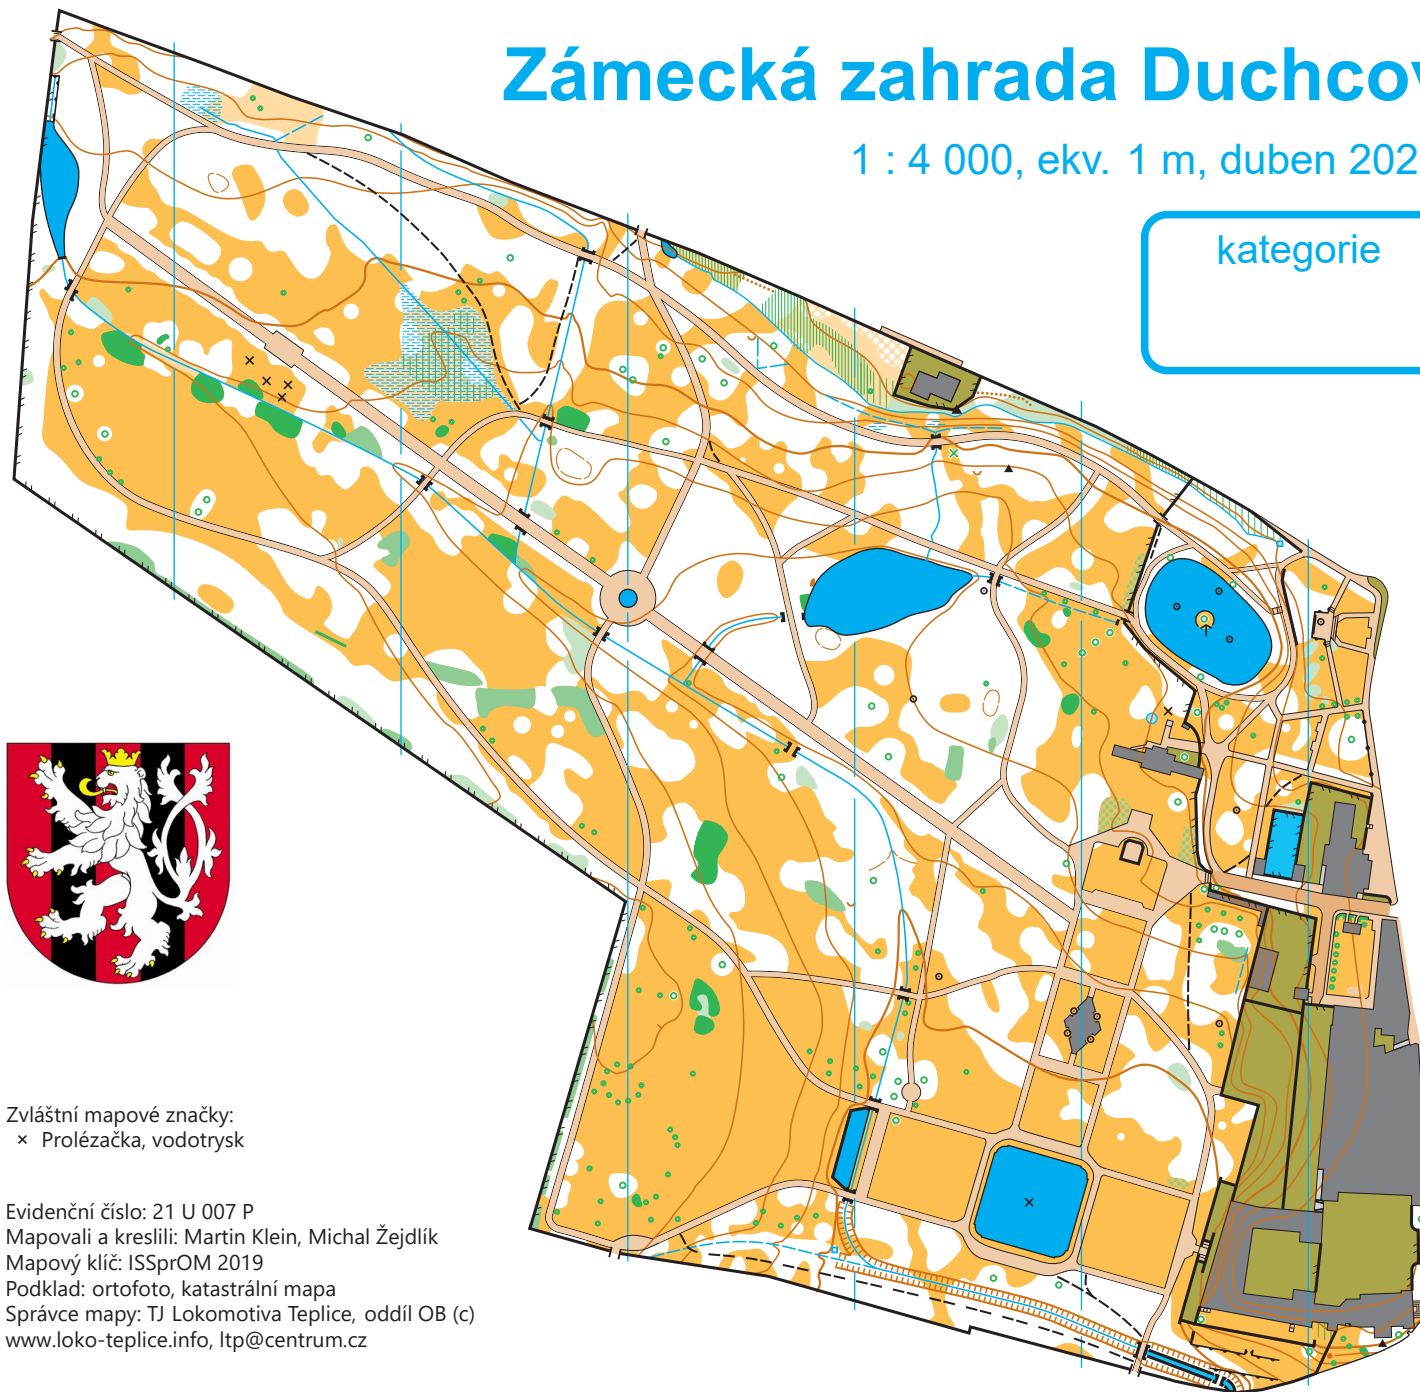 Zámecká zahrada Duchcov
1 : 4 000, ekv. 1 m, duben 202
kategorie
Zvláštní mapové značky:
× Prolézačka, vodotrysk
Evidenční číslo: 21 U 007 P
Mapovali a kreslili: Martin Klein, Michal Žejdlík
Mapový klíč: ISSprOM 2019
Podklad: ortofoto, katastrální mapa
Správce mapy: TJ Lokomotiva Teplice, oddíl OB (c)
www.loko-teplice.info, ltp@centrum.cz